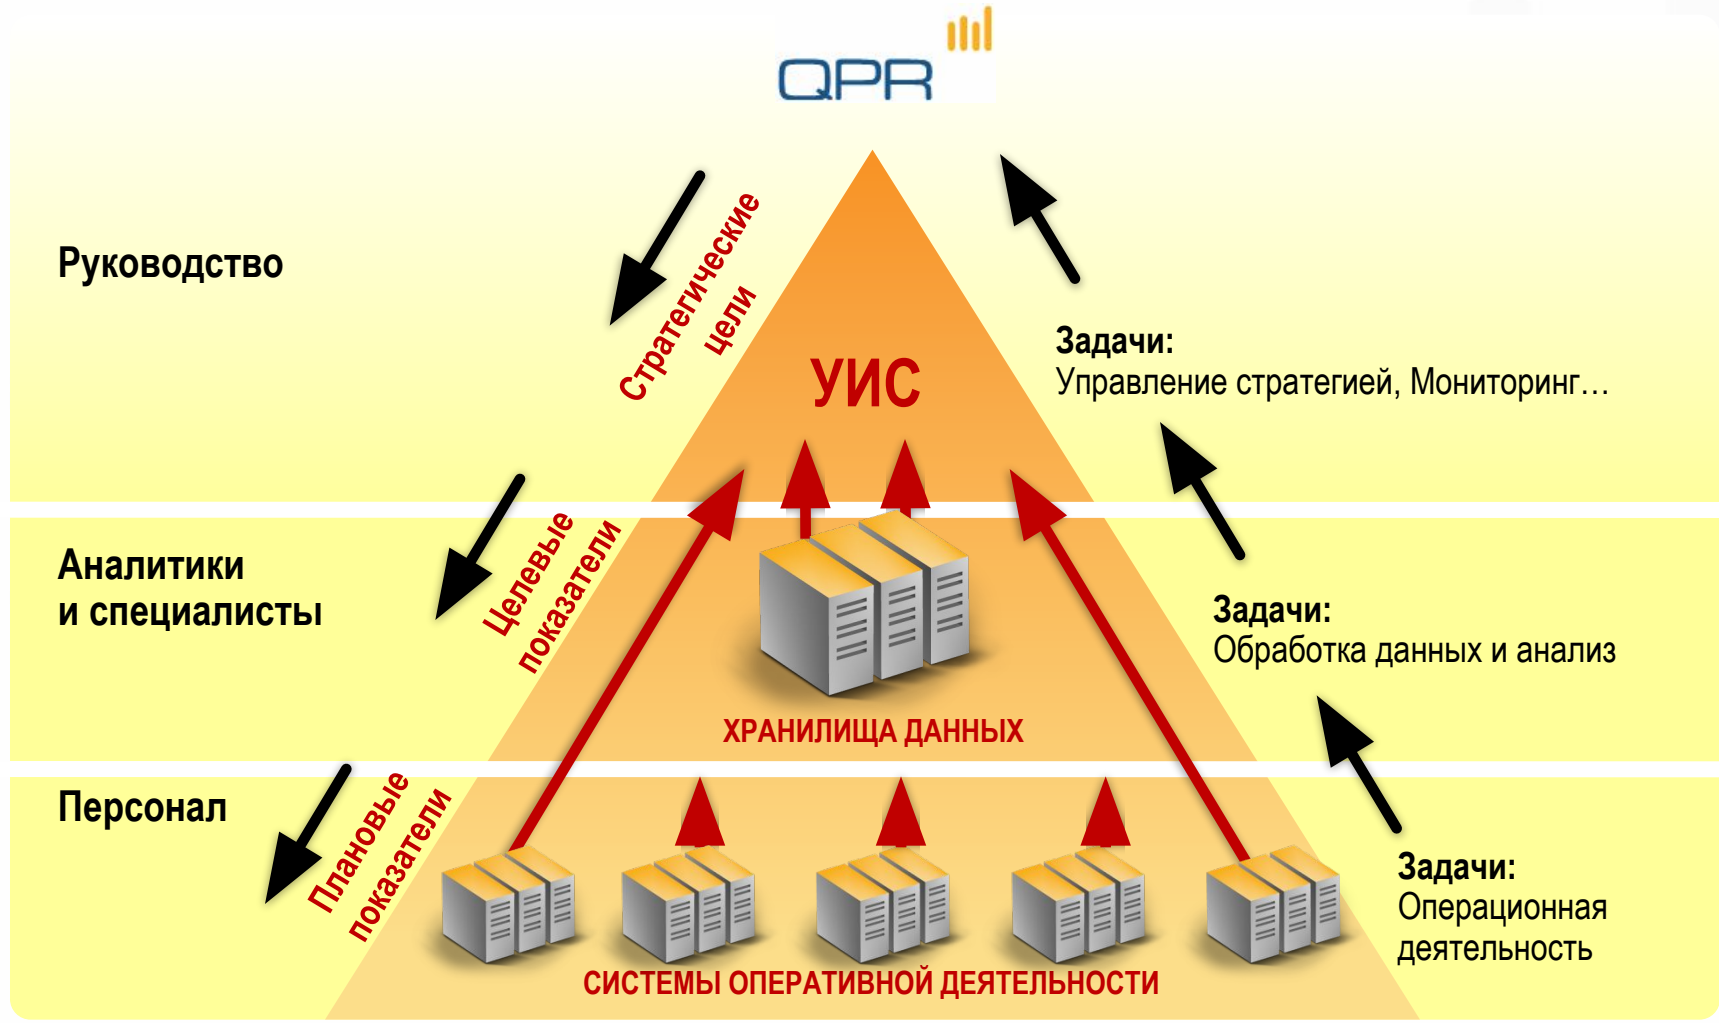 QPR
Руководство
Стратегические
цели
УИС
Задачи:
Управление стратегией, Мониторинг…
Аналитики
и специалисты
Целевые
показатели
ХРАНИЛИЩА ДАННЫХ
Задачи:
Обработка данных и анализ
Персонал
Плановые
показатели
СИСТЕМЫ ОПЕРАТИВНОЙ ДЕЯТЕЛЬНОСТИ
Задачи:
Операционная
деятельность